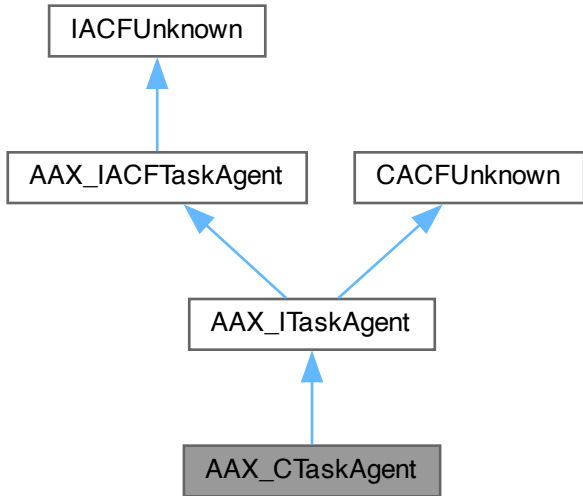 IACFUnknown
AAX_IACFTaskAgent
CACFUnknown
AAX_ITaskAgent
AAX_CTaskAgent